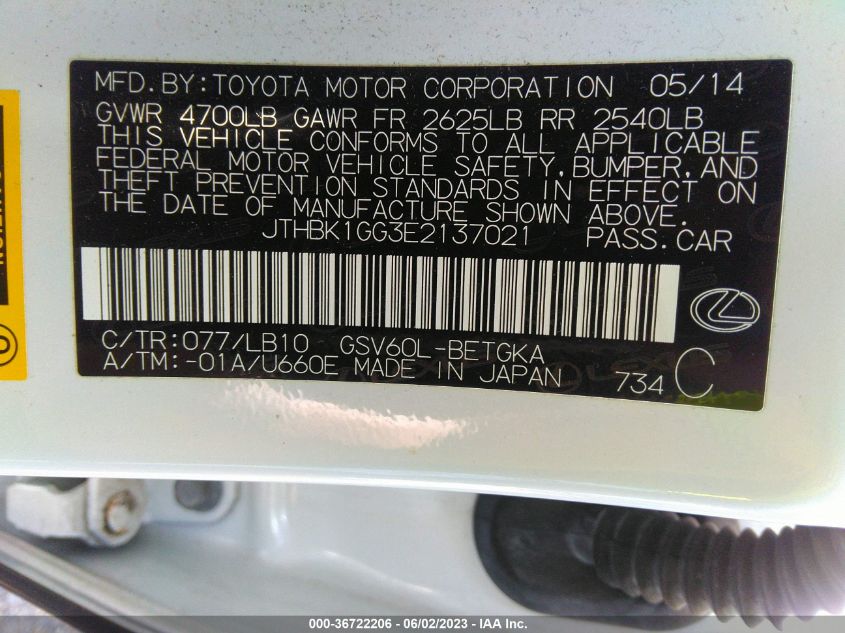 MFD.BY:TOYOTA MOTOR CORPORATION 05/14
GVWR 4700LB GAWR FR 2625LB RR 2540LB
THIS VEHICLE CONFORMS TO ALL APPLICABLE
FEDERAL MOTOR VEHICLE SAFETY, BUMPER, AND
THEFT PREVENTION STANDARDS IN EFFECT ON
THE DATE OF MANUFACTURE SHOWN ABOVE.
JTHBK1GG3E2137021 PASS.CAR
C/TR:077/LB10 GSV60L-BETGKA
A/TM:-01A/U660E MADE IN JAPAN 734 C
000-36722206 - 06/02/2023 - IAA Inc.